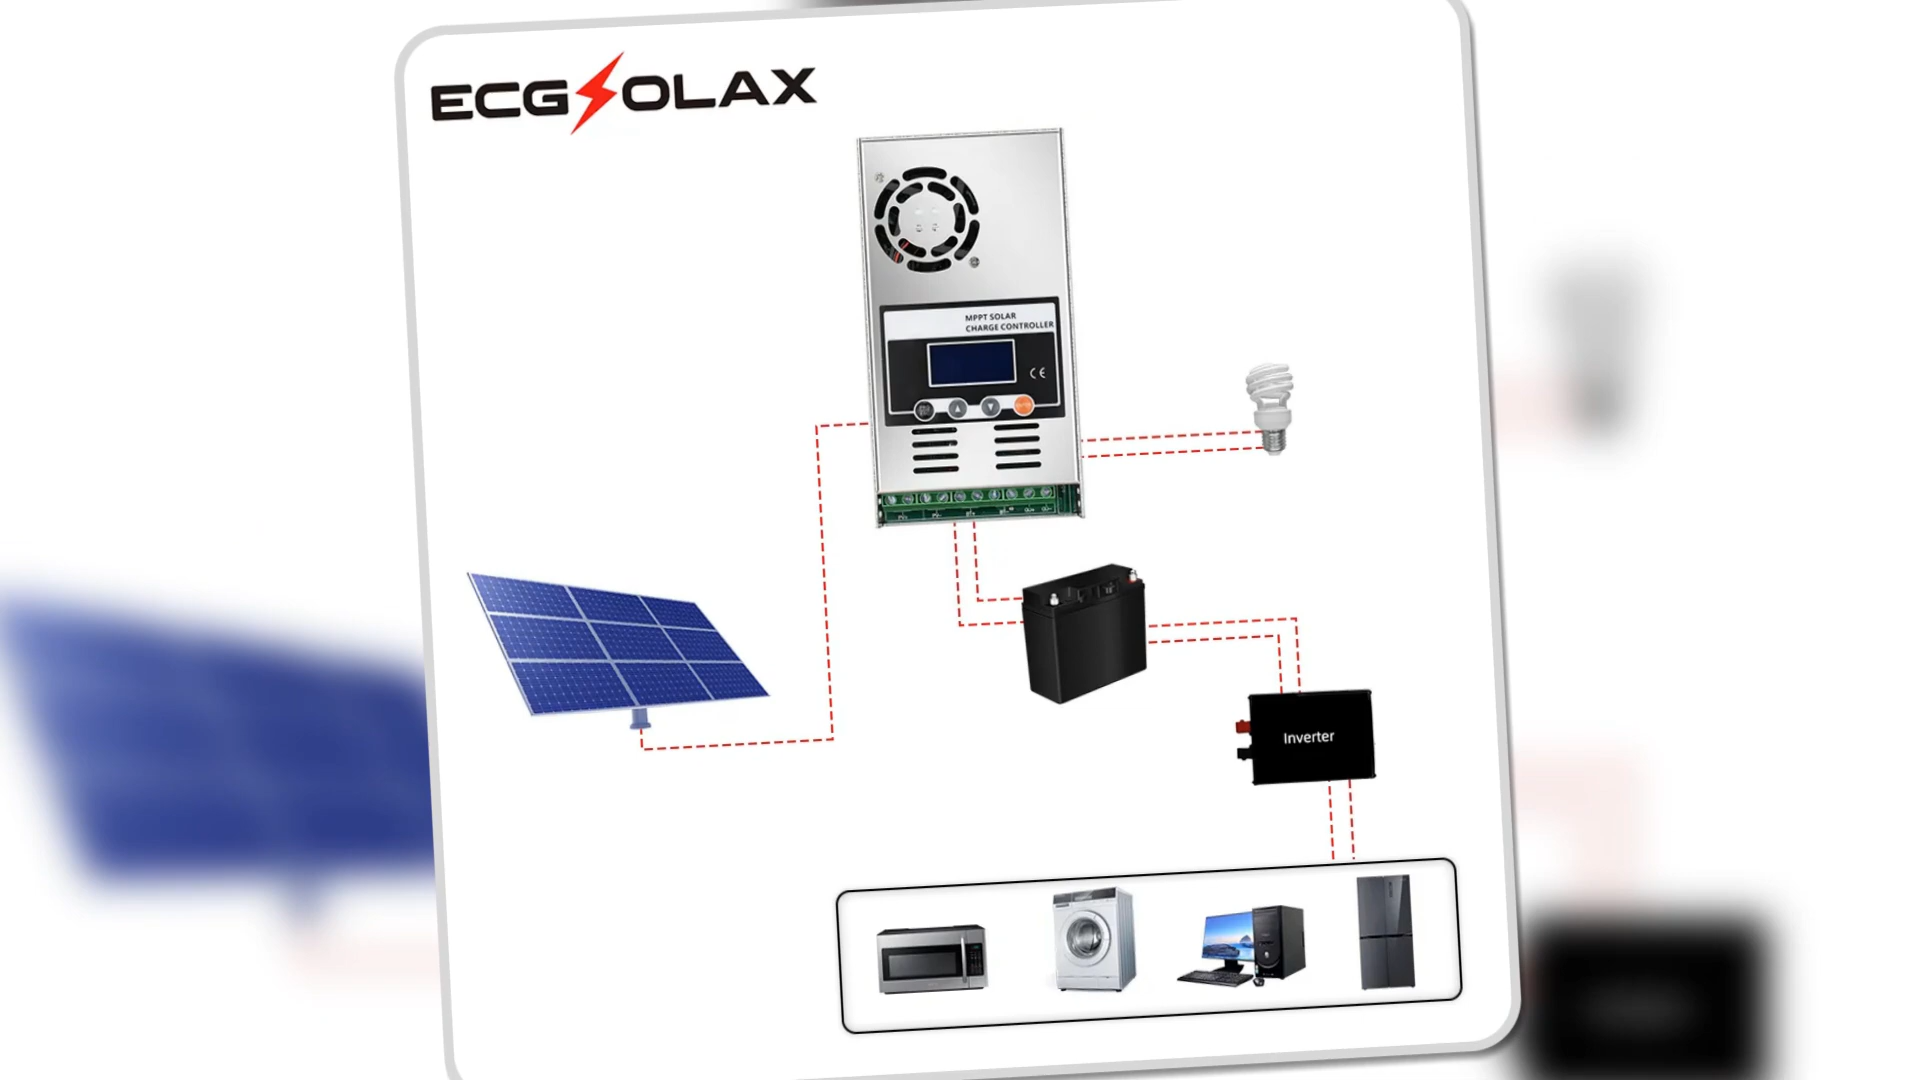 ECGSOLAX
MPPT SOLAR
CHARGE CONTROLLER
CE
Inverter